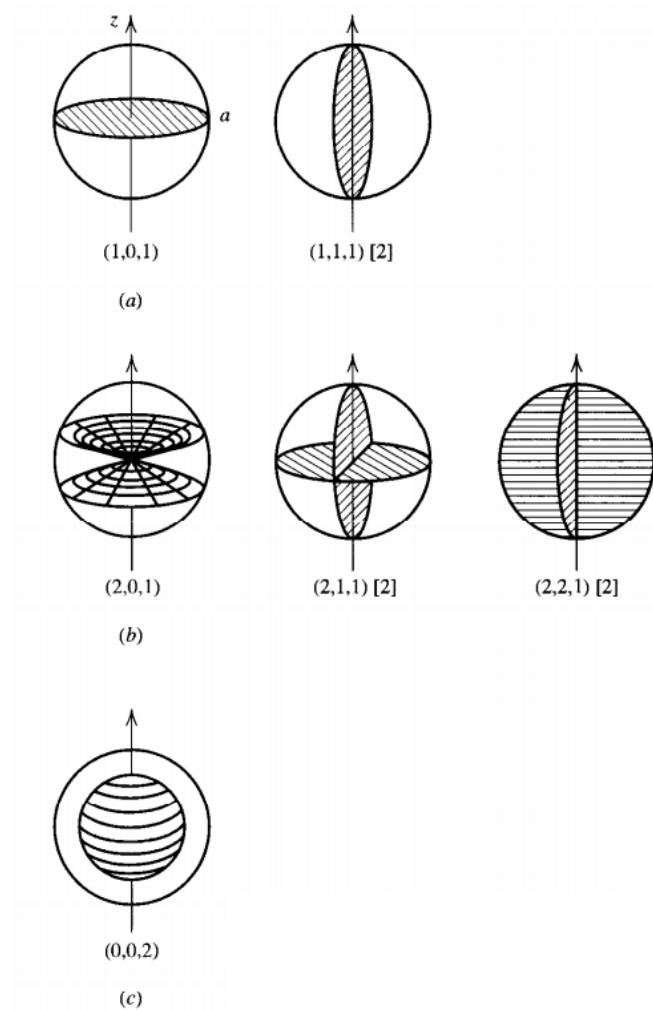 z
a
(1,0,1)
(1,1,1) [2]
(a)
(2,0,1)
(2,1,1) [2]
(2,2,1) [2]
(b)
(0,0,2)
(c)